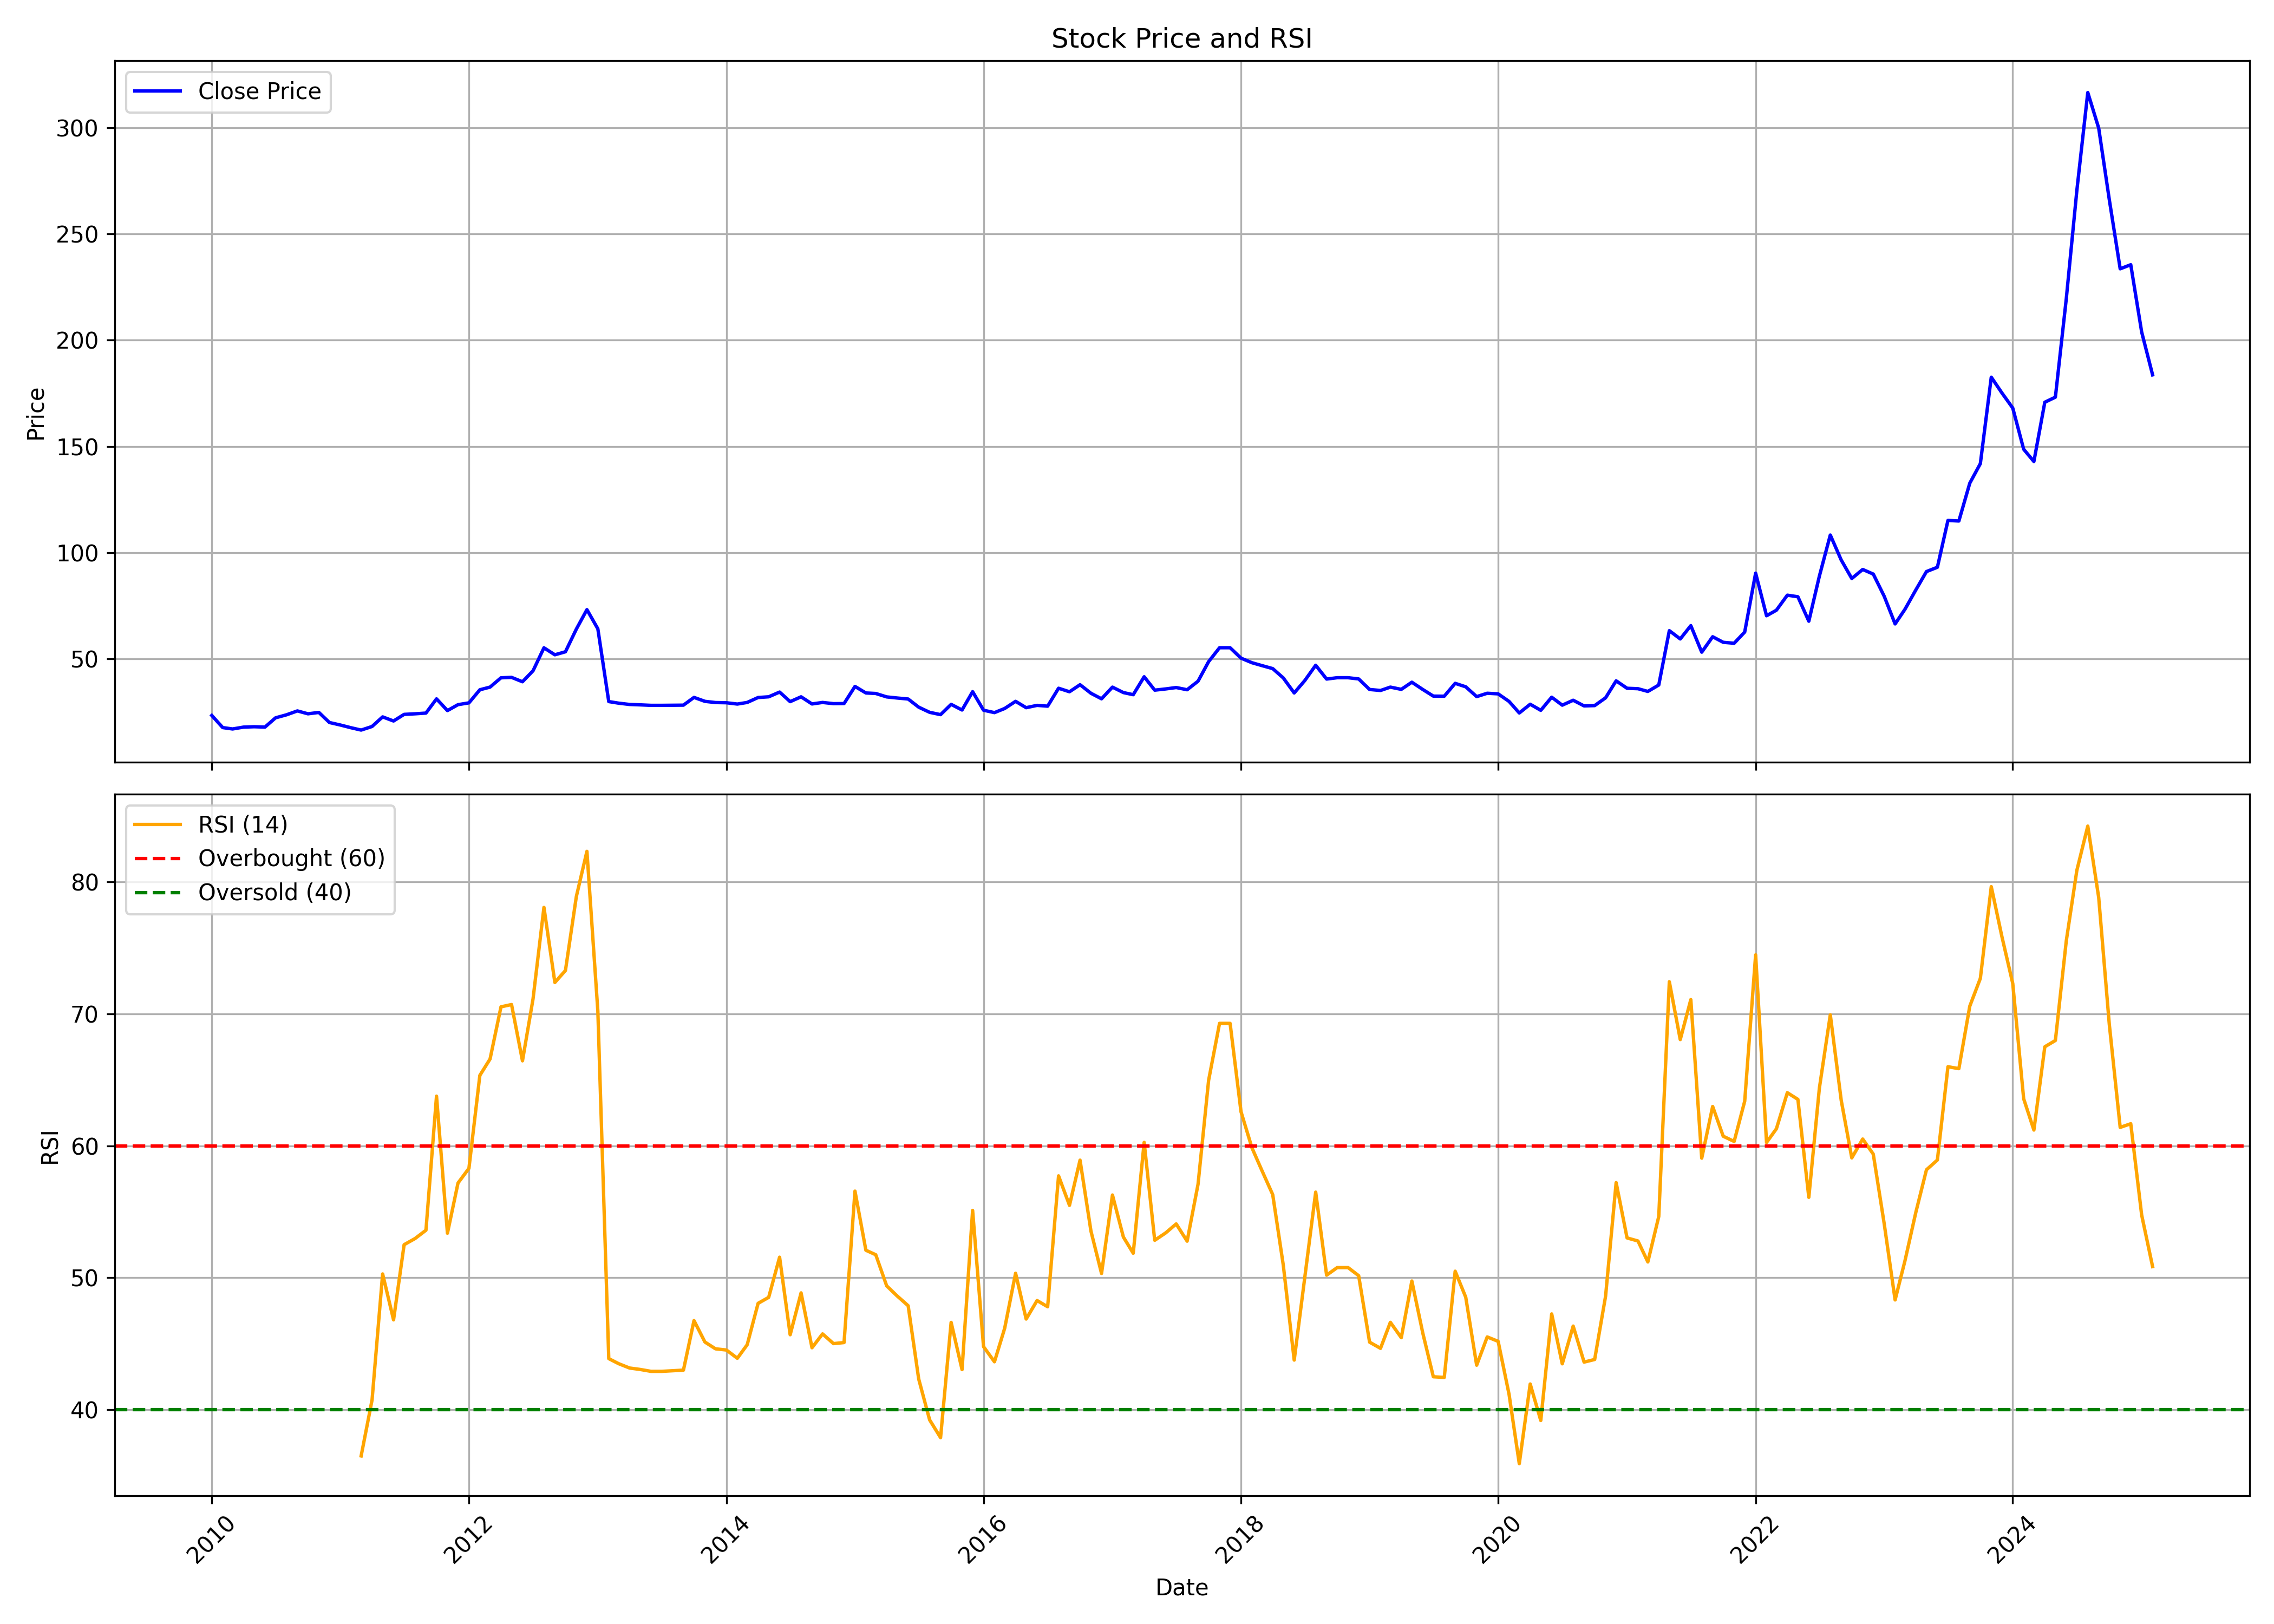 Stock Price and RSI
Close Price
300
250
200
150
100
50
Price
RSI (14)
Overbought (60)
Oversold (40)
80
70
60
50
40
RSI
2010
2012
2014
2016
2018
2020
2022
2024
Date